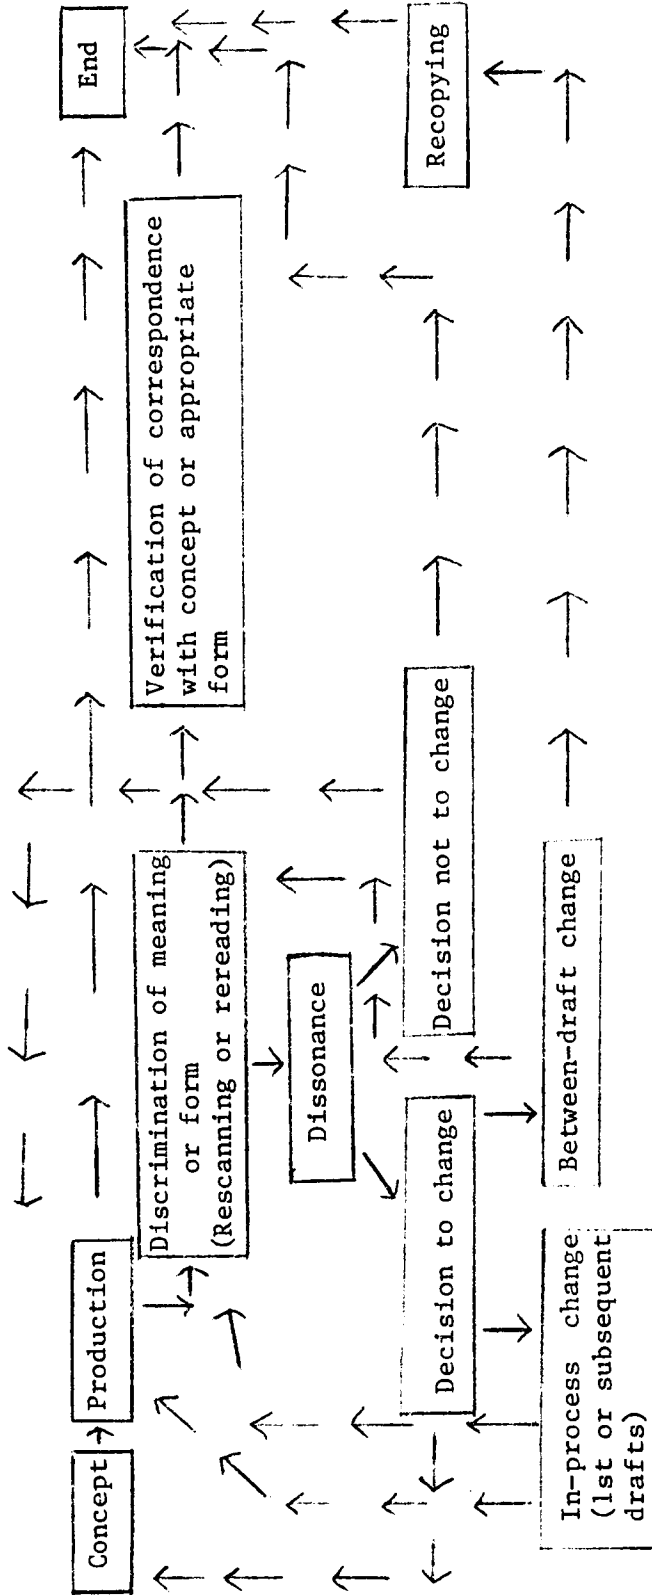 Concept
Production
End
Discrimination of meaning
or form
(Rescanning or rereading)
Verification of correspondence
with concept or appropriate
form
Dissonance
Decision to change
Decision not to change
Recopying
In-process change
(1st or subsequent
drafts)
Between-draft change